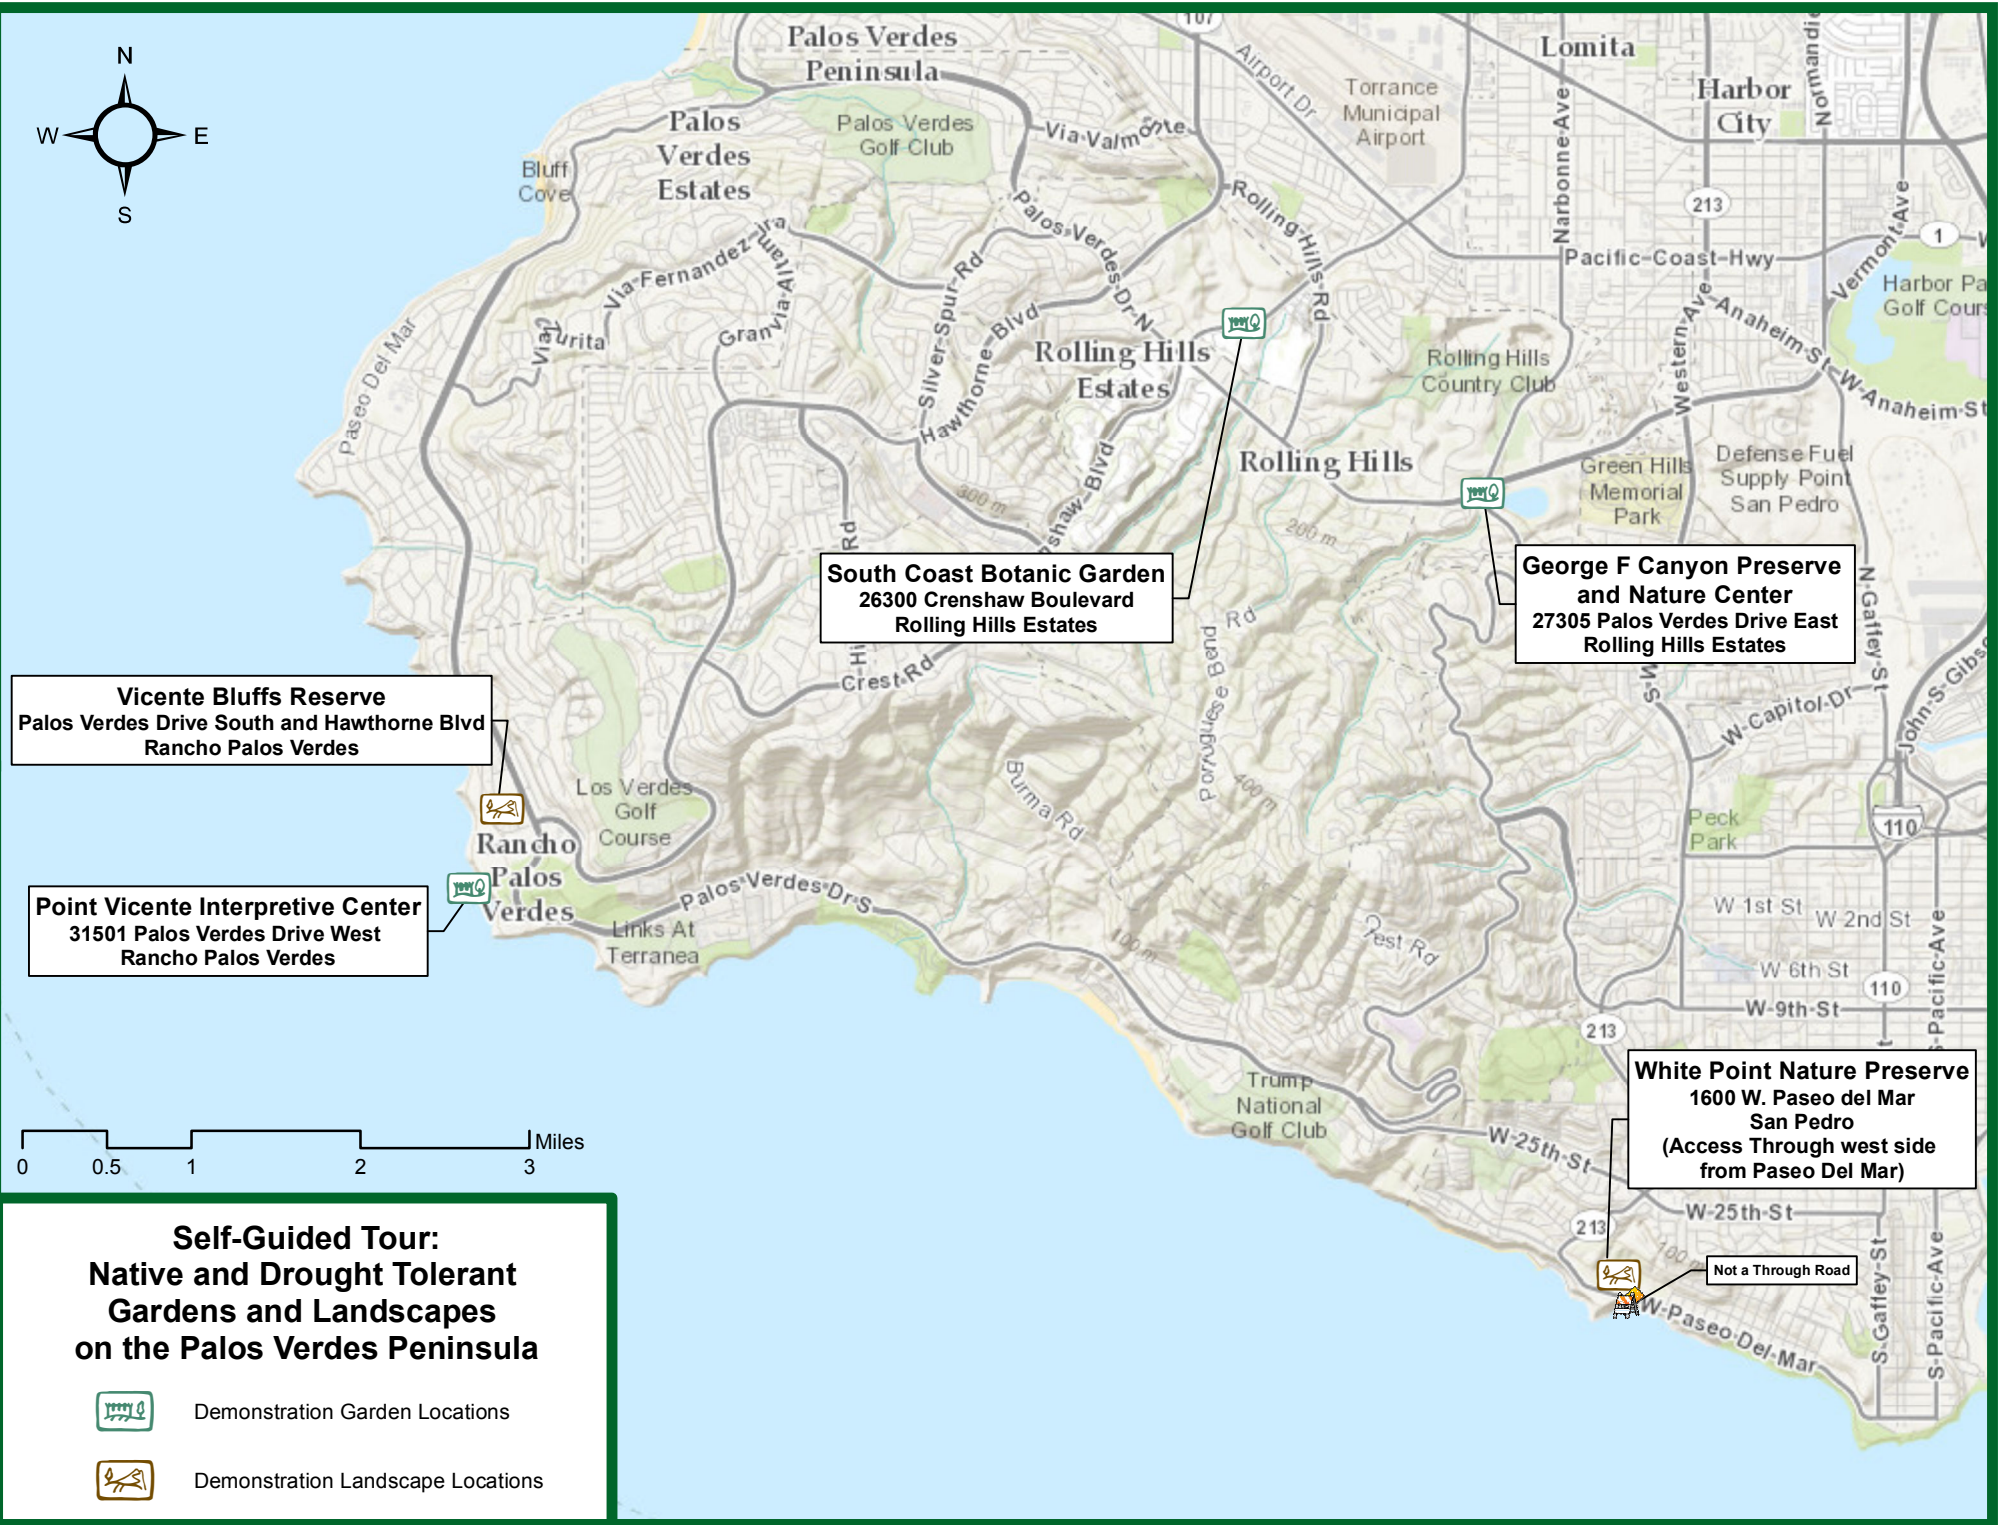 N
W
E
S
Palos Verdes
Peninsula
107
Airport Dr
Lomita
Harbor
City
Torrance
Municipal
Airport
Palos
Verdes
Estates
Palos Verdes
Golf Club
Via Valmonte
Bluff
Cove
Rolling Hills Rd
Narbonne Ave
213
Vermont Ave
1
Pacific Coast Hwy
Harbor Pa
Golf Cours
Palos Verdes Dr N
Via Fernandez
Silver Spur Rd
Hawthorne Blvd
Western Ave
Anaheim St
W Anaheim St
Paseo Del Mar
Rolling Hills
Estates
Rolling Hills
Country Club
Rolling Hills
Green Hills
Memorial
Park
Defense Fuel
Supply Point
San Pedro
300 m
200 m
Rd
South Coast Botanic Garden
26300 Crenshaw Boulevard
Rolling Hills Estates
George F Canyon Preserve
and Nature Center
27305 Palos Verdes Drive East
Rolling Hills Estates
N Gaffey St
Rd
Crest Rd
W Capitol Dr
John S Gibso
Vicente Bluffs Reserve
Palos Verdes Drive South and Hawthorne Blvd
Rancho Palos Verdes
Los Verdes
Golf
Course
Burma Rd
400 m
Peck
Park
110
Rancho
Palos
Verdes
Point Vicente Interpretive Center
31501 Palos Verdes Drive West
Rancho Palos Verdes
Palos Verdes Dr S
Links At
Terranea
100 m
W 1st St
W 2nd St
W 6th St
110
W 9th St
S Pacific Ave
213
Trump
National
Golf Club
W 25th St
White Point Nature Preserve
1600 W. Paseo del Mar
San Pedro
(Access Through west side
from Paseo Del Mar)
W 25th St
213
100 m
Not a Through Road
W Paseo Del Mar
S Gaffey St
S Pacific Ave
Miles
0 0.5 1 2 3
Self-Guided Tour:
Native and Drought Tolerant
Gardens and Landscapes
on the Palos Verdes Peninsula
Demonstration Garden Locations
Demonstration Landscape Locations